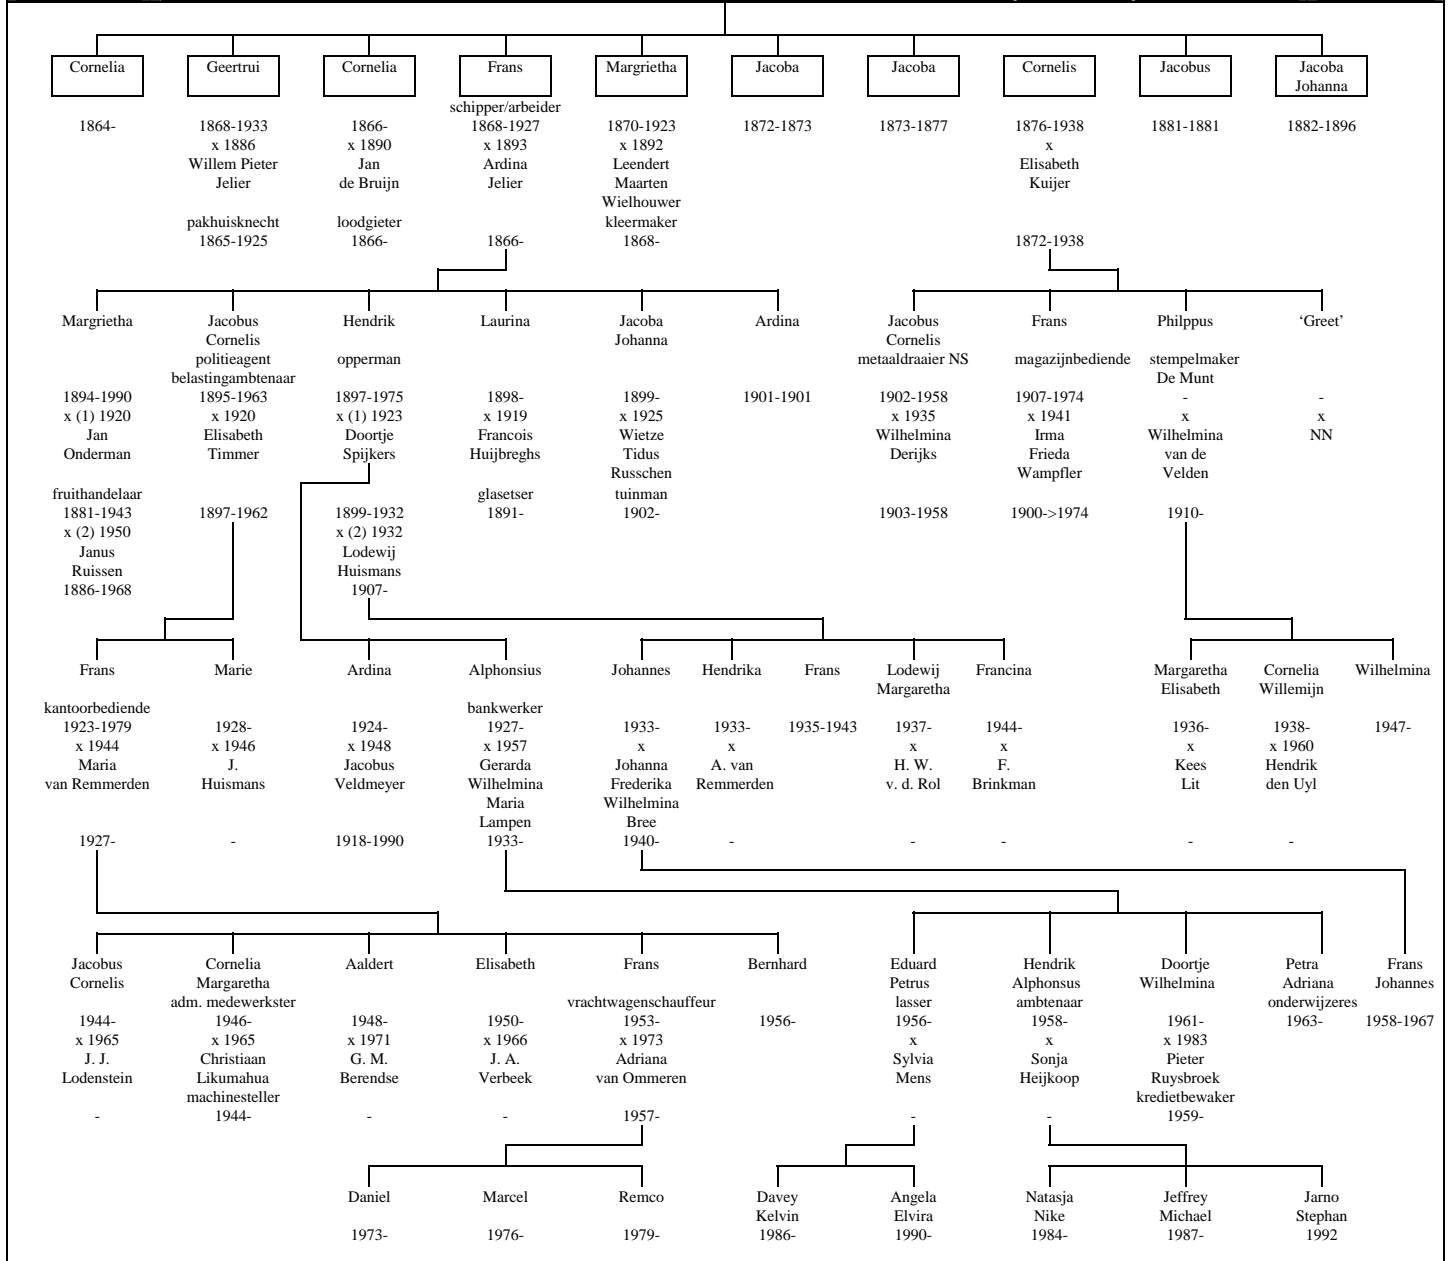 Cornelia
1864-
Geertrui
1868-1933
x 1886
Willem Pieter
Jelier
pakhuisknecht
1865-1925
Cornelia
1866-
x 1890
Jan
de Bruijn
loodgieter
1866-
Frans
schipper/arbeider
1868-1927
x 1893
Ardina
Jelier
1866-
Margrietha
1870-1923
x 1892
Leendert
Maarten
Wielhouwer
kleermaker
1868-
Jacoba
1872-1873
Jacoba
1873-1877
Cornelis
1876-1938
x
Elisabeth
Kuijer
1872-1938
Jacobus
1881-1881
Jacoba
Johanna
1882-1896
Margrietha
1894-1990
x (1) 1920
Jan
Onderman
fruithandelaar
1881-1943
x (2) 1950
Janus
Ruissen
1886-1968
Jacobus
Cornelis
politieagent
belastingambtenaar
1895-1963
x 1920
Elisabeth
Timmer
1897-1962
Hendrik
opperman
1897-1975
x (1) 1923
Doortje
Spijkers
1899-1932
x (2) 1932
Lodewij
Huismans
1907-
Laurina
1898-
x 1919
Francois
Huijbreghs
glasetser
1891-
Jacoba
Johanna
1899-
x 1925
Wietze
Tidus
Russchen
tuinman
1902-
Ardina
1901-1901
Jacobus
Cornelis
metaaldraaier NS
1902-1958
x 1935
Wilhelmina
Derijks
1903-1958
Frans
magazijnbediende
1907-1974
x 1941
Irma
Frieda
Wampfler
1900->1974
Philppus
stempelmaker
De Munt
-
x
Wilhelmina
van de
Velden
1910-
‘Greet’
-
x
NN
Frans
kantoorbediende
1923-1979
x 1944
Maria
van Remmerden
1927-
Marie
1928-
x 1946
J.
Huismans
-
Ardina
1924-
x 1948
Jacobus
Veldmeyer
1918-1990
Alphonsius
bankwerker
1927-
x 1957
Gerarda
Wilhelmina
Maria
Lampen
1933-
Johannes
1933-
x
Johanna
Frederika
Wilhelmina
Bree
1940-
Hendrika
1933-
x
A. van
Remmerden
-
Frans
1935-1943
Lodewij
Margaretha
1937-
x
H. W.
v. d. Rol
-
Francina
1944-
x
F.
Brinkman
-
Margaretha
Elisabeth
1936-
x
Kees
Lit
-
Cornelia
Willemijn
1938-
x 1960
Hendrik
den Uyl
-
Wilhelmina
1947-
Jacobus
Cornelis
1944-
x 1965
J. J.
Lodenstein
-
Cornelia
Margaretha
adm. medewerkster
1946-
x 1965
Christiaan
Likumahua
machinesteller
1944-
Aaldert
1948-
x 1971
G. M.
Berendse
-
Elisabeth
1950-
x 1966
J. A.
Verbeek
-
Frans
vrachtwagenschauffeur
1953-
x 1973
Adriana
van Ommeren
1957-
Bernhard
1956-
Eduard
Petrus
lasser
1956-
x
Sylvia
Mens
-
Hendrik
Alphonsus
ambtenaar
1958-
x
Sonja
Heijkoop
-
Doortje
Wilhelmina
1961-
x 1983
Pieter
Ruysbroek
kredietbewaker
1959-
Petra
Adriana
onderwijzeres
1963-
Frans
Johannes
1958-1967
Daniel
1973-
Marcel
1976-
Remco
1979-
Davey
Kelvin
1986-
Angela
Elvira
1990-
Natasja
Nike
1984-
Jeffrey
Michael
1987-
Jarno
Stephan
1992